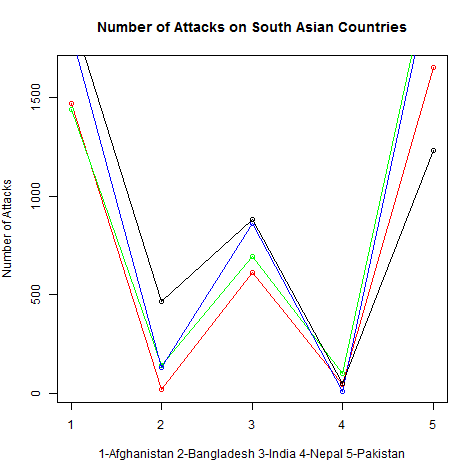 Number of Attacks on South Asian Countries
Number of Attacks
1500
1000
500
0
1 2 3 4 5
1-Afghanistan 2-Bangladesh 3-India 4-Nepal 5-Pakistan